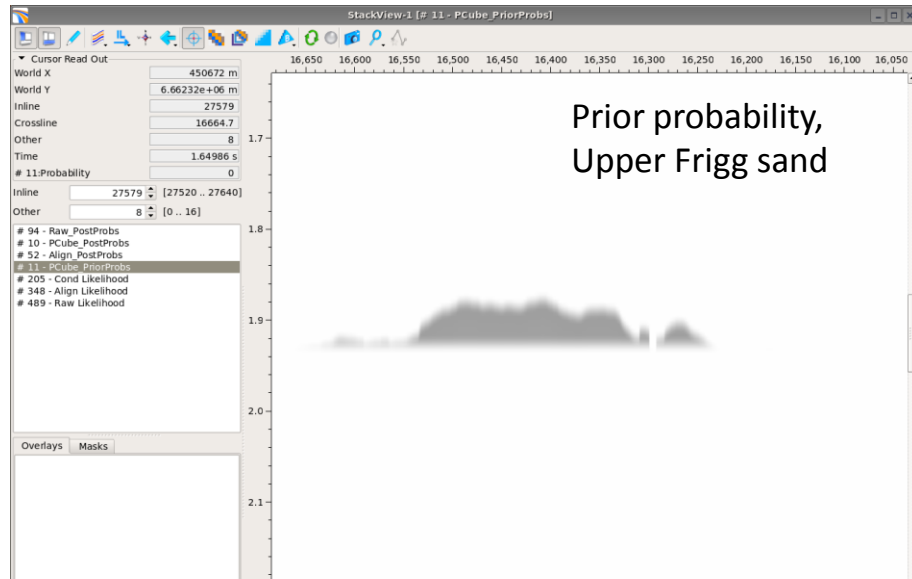 StackView-1 [# 11 - PCube_PriorProbs]
Cursor Read Out
World X 450672 m
World Y 6.66232e+06 m
Inline 27579
Crossline 16664.7
Other 8
Time 1.64986 s
# 11:Probability 0
Inline 27579 [27520 .. 27640]
Other 8 [0 .. 16]
# 94 - Raw_PostProbs
# 10 - PCube_PostProbs
# 52 - Align_PostProbs
# 11 - PCube_PriorProbs
# 205 - Cond Likelihood
# 348 - Align Likelihood
# 489 - Raw Likelihood
Overlays Masks
16,650 16,600 16,550 16,500 16,450 16,400 16,350 16,300 16,250 16,200 16,150 16,100 16,050
1.7
1.8
1.9
2.0
2.1
Prior probability,
Upper Frigg sand